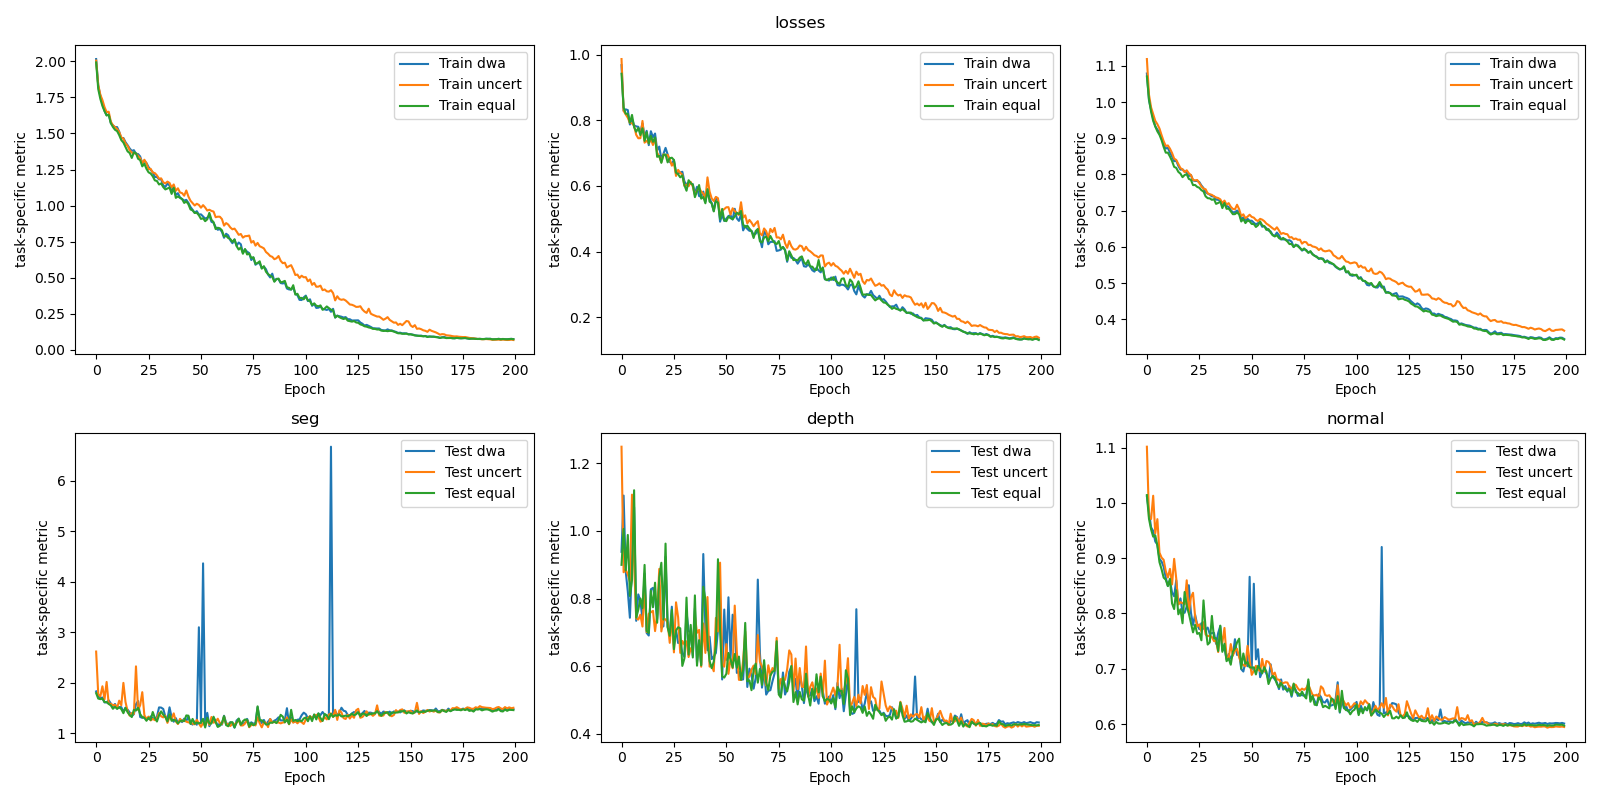 losses
task-specific metric
2.00
1.75
1.50
1.25
1.00
0.75
0.50
0.25
0.00
0 25 50 75 100 125 150 175 200
Epoch
Train dwa
Train uncert
Train equal
task-specific metric
1.0
0.8
0.6
0.4
0.2
0 25 50 75 100 125 150 175 200
Epoch
Train dwa
Train uncert
Train equal
task-specific metric
1.1
1.0
0.9
0.8
0.7
0.6
0.5
0.4
0 25 50 75 100 125 150 175 200
Epoch
Train dwa
Train uncert
Train equal
seg
task-specific metric
6
5
4
3
2
1
0 25 50 75 100 125 150 175 200
Epoch
Test dwa
Test uncert
Test equal
depth
task-specific metric
1.2
1.0
0.8
0.6
0.4
0 25 50 75 100 125 150 175 200
Epoch
Test dwa
Test uncert
Test equal
normal
task-specific metric
1.1
1.0
0.9
0.8
0.7
0.6
0 25 50 75 100 125 150 175 200
Epoch
Test dwa
Test uncert
Test equal